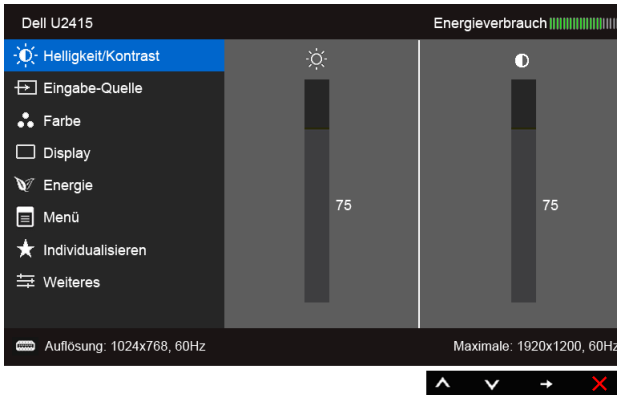 Dell U2415
Energieverbrauch
Helligkeit/Kontrast
Eingabe-Quelle
Farbe
Display
Energie
Menü
Individualisieren
Weiteres
75
75
Auflösung: 1024x768, 60Hz
Maximale: 1920x1200, 60Hz